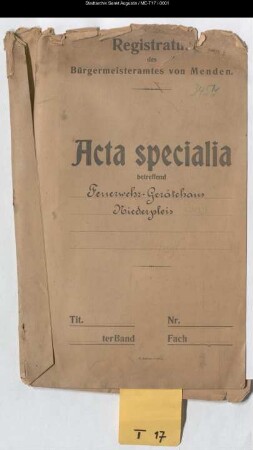 Stadtarchiv Sankt Augustin / ME-T17 I-0001
Registratur
des
Bürgermeisteramtes von Menden.
Acta specialia
betreffend
Feuerwehr-Gerätehaus
Niederpleis
Tit. Nr.
ter Band Fach
I 17